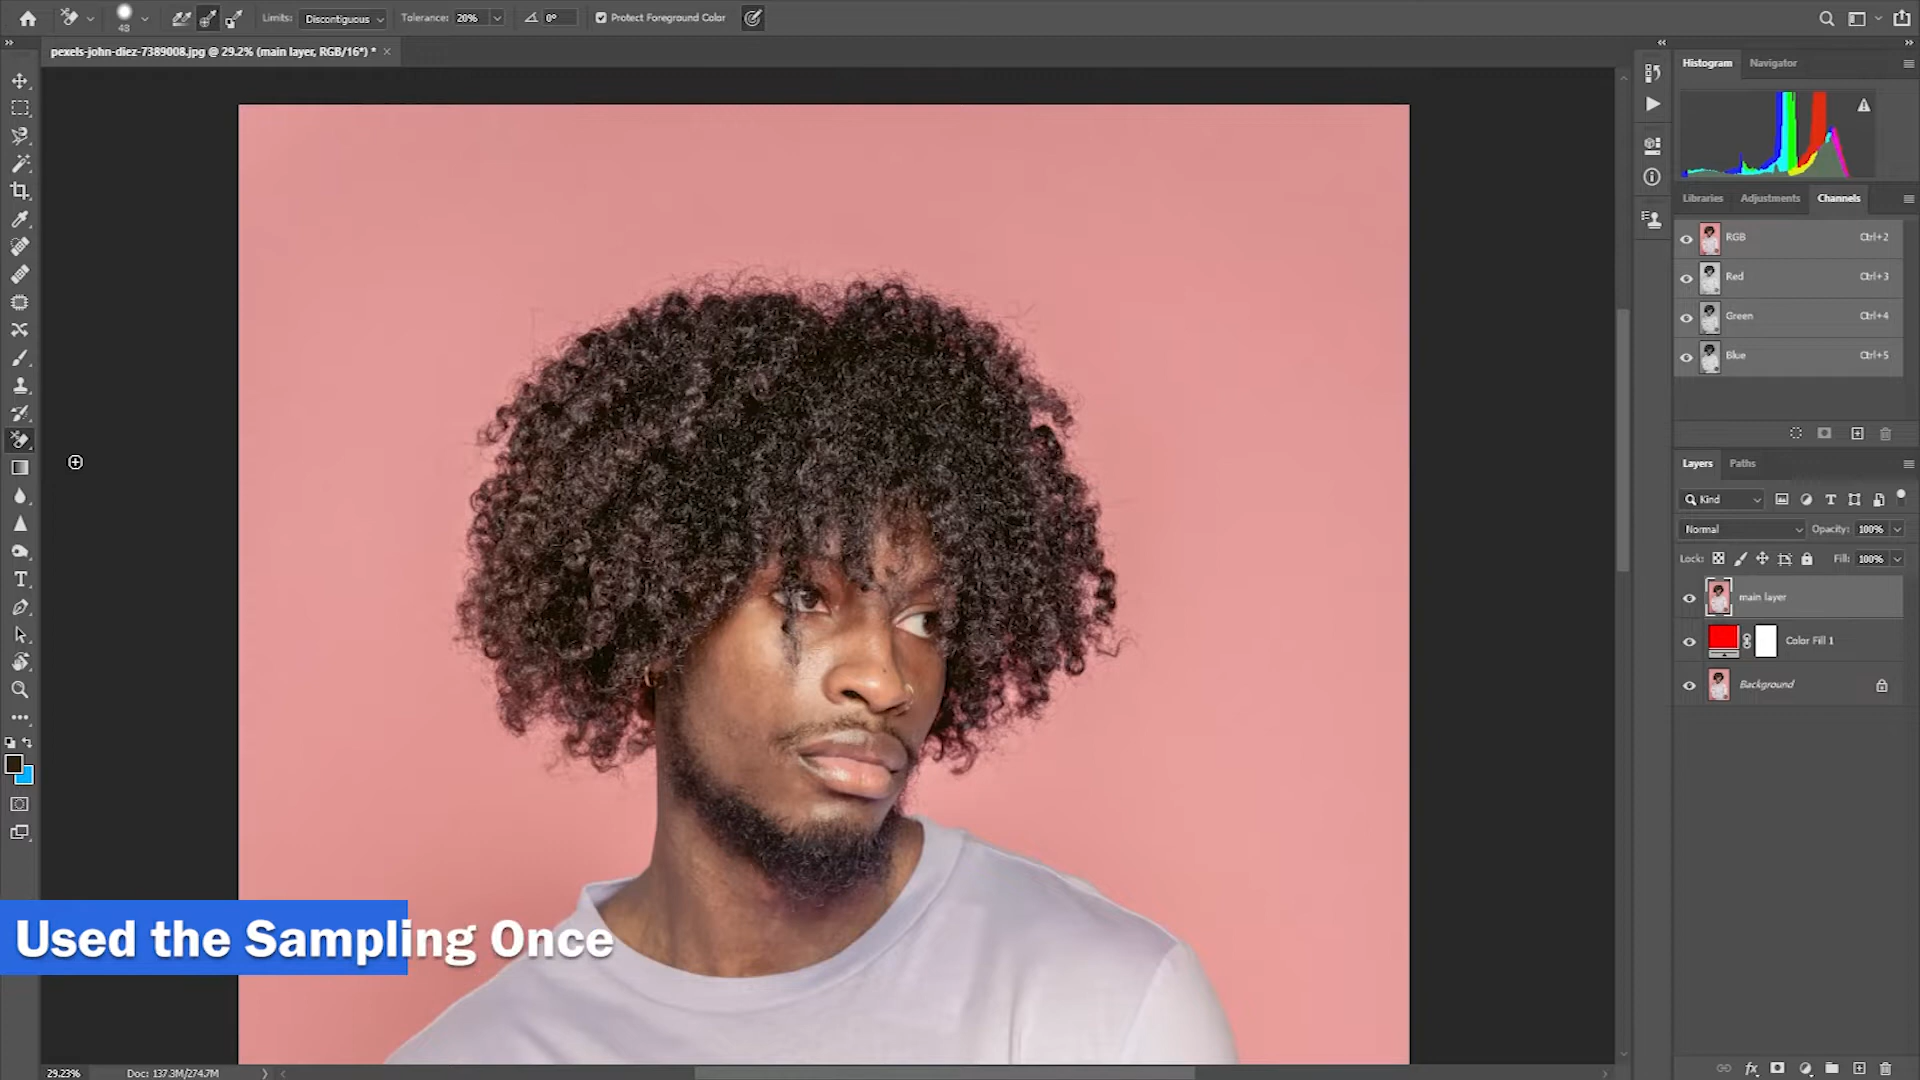 48
Limits:
Discontiguous
Tolerance:
20%
0°
Protect Foreground Color
pexels-john-diez-7389008.jpg @ 29.2% (main layer, RGB/16*) *
Histogram
Navigator
Libraries
Adjustments
Channels
RGB
Ctrl+2
Red
Ctrl+3
Green
Ctrl+4
Blue
Ctrl+5
Layers
Paths
Kind
Normal
Opacity:
100%
Lock:
Fill:
100%
main layer
Color Fill 1
Background
Used the Sampling Once
29.23%
Doc: 137.3M/274.7M